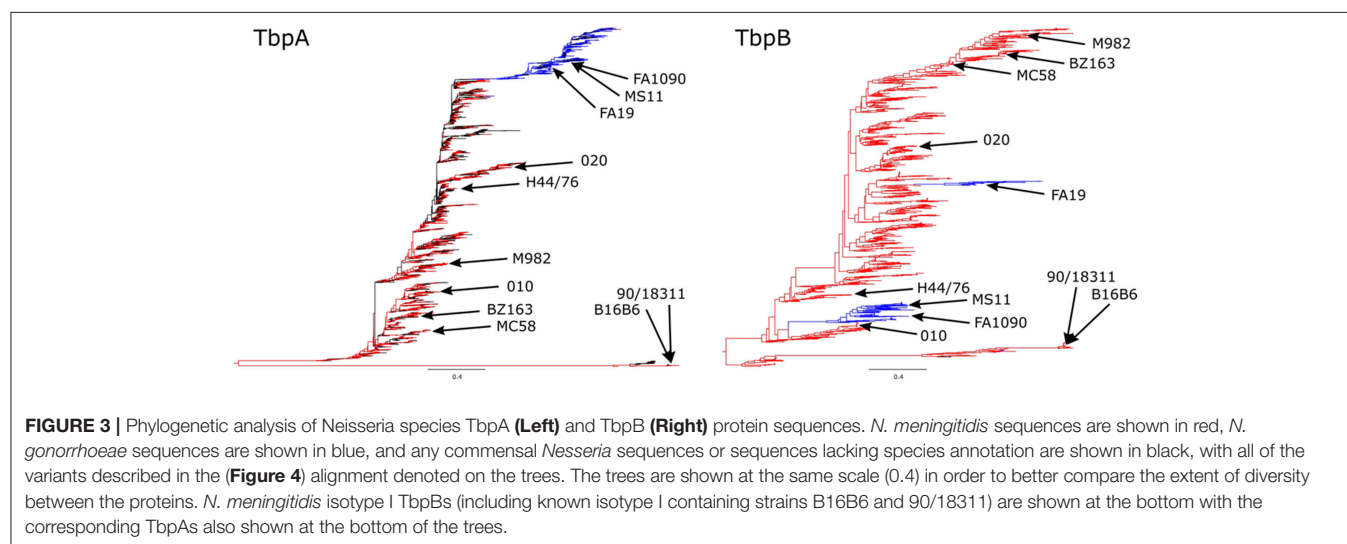 TbpA
FA1090
MS11
FA19
020
H44/76
M982
010
BZ163
MC58
90/18311
B16B6
0.4
TbpB
M982
BZ163
MC58
020
FA19
H44/76
MS11
FA1090
010
90/18311
B16B6
0.4
FIGURE 3 | Phylogenetic analysis of Neisseria species TbpA (Left) and TbpB (Right) protein sequences. N. meningitidis sequences are shown in red, N.
gonorrhoeae sequences are shown in blue, and any commensal Nesseria sequences or sequences lacking species annotation are shown in black, with all of the
variants described in the (Figure 4) alignment denoted on the trees. The trees are shown at the same scale (0.4) in order to better compare the extent of diversity
between the proteins. N. meningitidis isotype I TbpBs (including known isotype I containing strains B16B6 and 90/18311) are shown at the bottom with the
corresponding TbpAs also shown at the bottom of the trees.